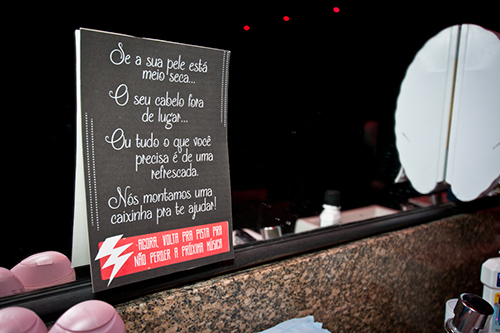 Se a sua pele está
meio seca...
O seu cabelo fora
de lugar...
Ou tudo o que você
precisa é de uma
refrescada.
Nós montamos uma
caixinha pra te ajudar!
AGORA, VOLTA PRA PISTA PRA
NÃO PERDER A PRÓXIMA MÚSICA